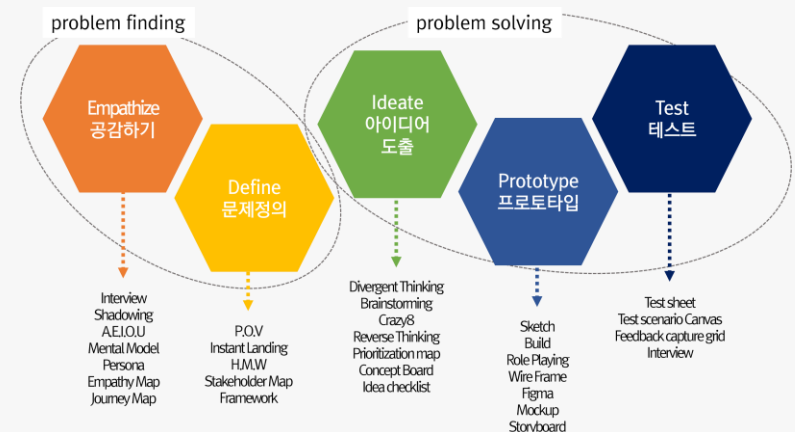 problem finding
problem solving
Empathize
공감하기
Define
문제정의
Ideate
아이디어
도출
Prototype
프로토타입
Test
테스트
Interview
Shadowing
A.E,I,O.U
Mental Model
Persona
Empathy Map
Journey Map
P.O.V
Instant Landing
H.M.W
Stakeholder Map
Framework
Divergent Thinking
Brainstorming
Crazy8
Reverse Thinking
Prioritization map
Concept Board
Idea checklist
Sketch
Build
Role Playing
Wire Frame
Figma
Mockup
Storyboard
Test sheet
Test scenario Canvas
Feedback capture grid
Interview